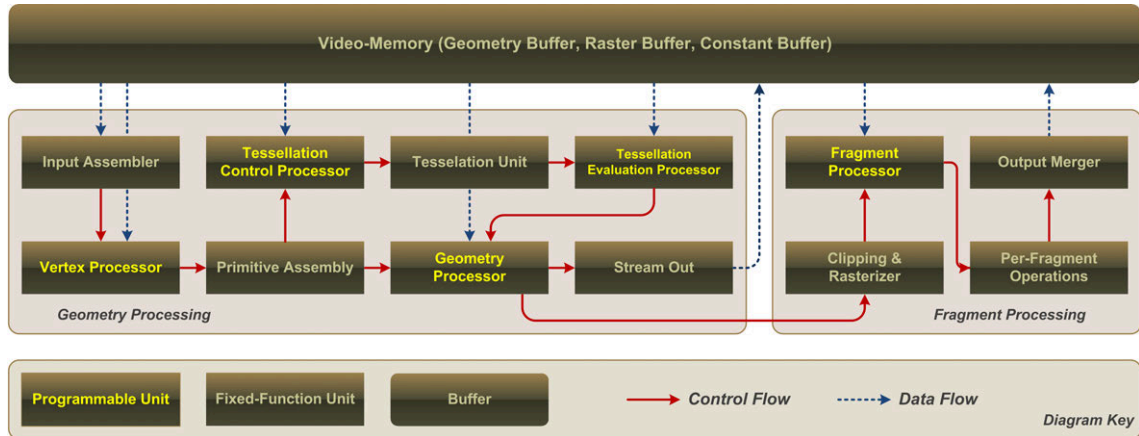 Video-Memory (Geometry Buffer, Raster Buffer, Constant Buffer)
Input Assembler
Tessellation
Control Processor
Tesselation Unit
Tessellation
Evaluation Processor
Fragment
Processor
Output Merger
Vertex Processor
Primitive Assembly
Geometry
Processor
Stream Out
Clipping &
Rasterizer
Per-Fragment
Operations
Geometry Processing
Fragment Processing
Programmable Unit
Fixed-Function Unit
Buffer
Control Flow
Data Flow
Diagram Key